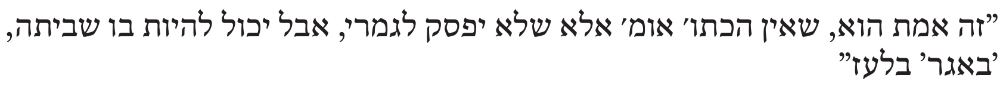 "זה אמת הוא, שאין הכתו׳ אומ׳ אלא שלא יפסק לגמרי, אבל יכול להיות בו שביתה,
'באגר' בלעז"